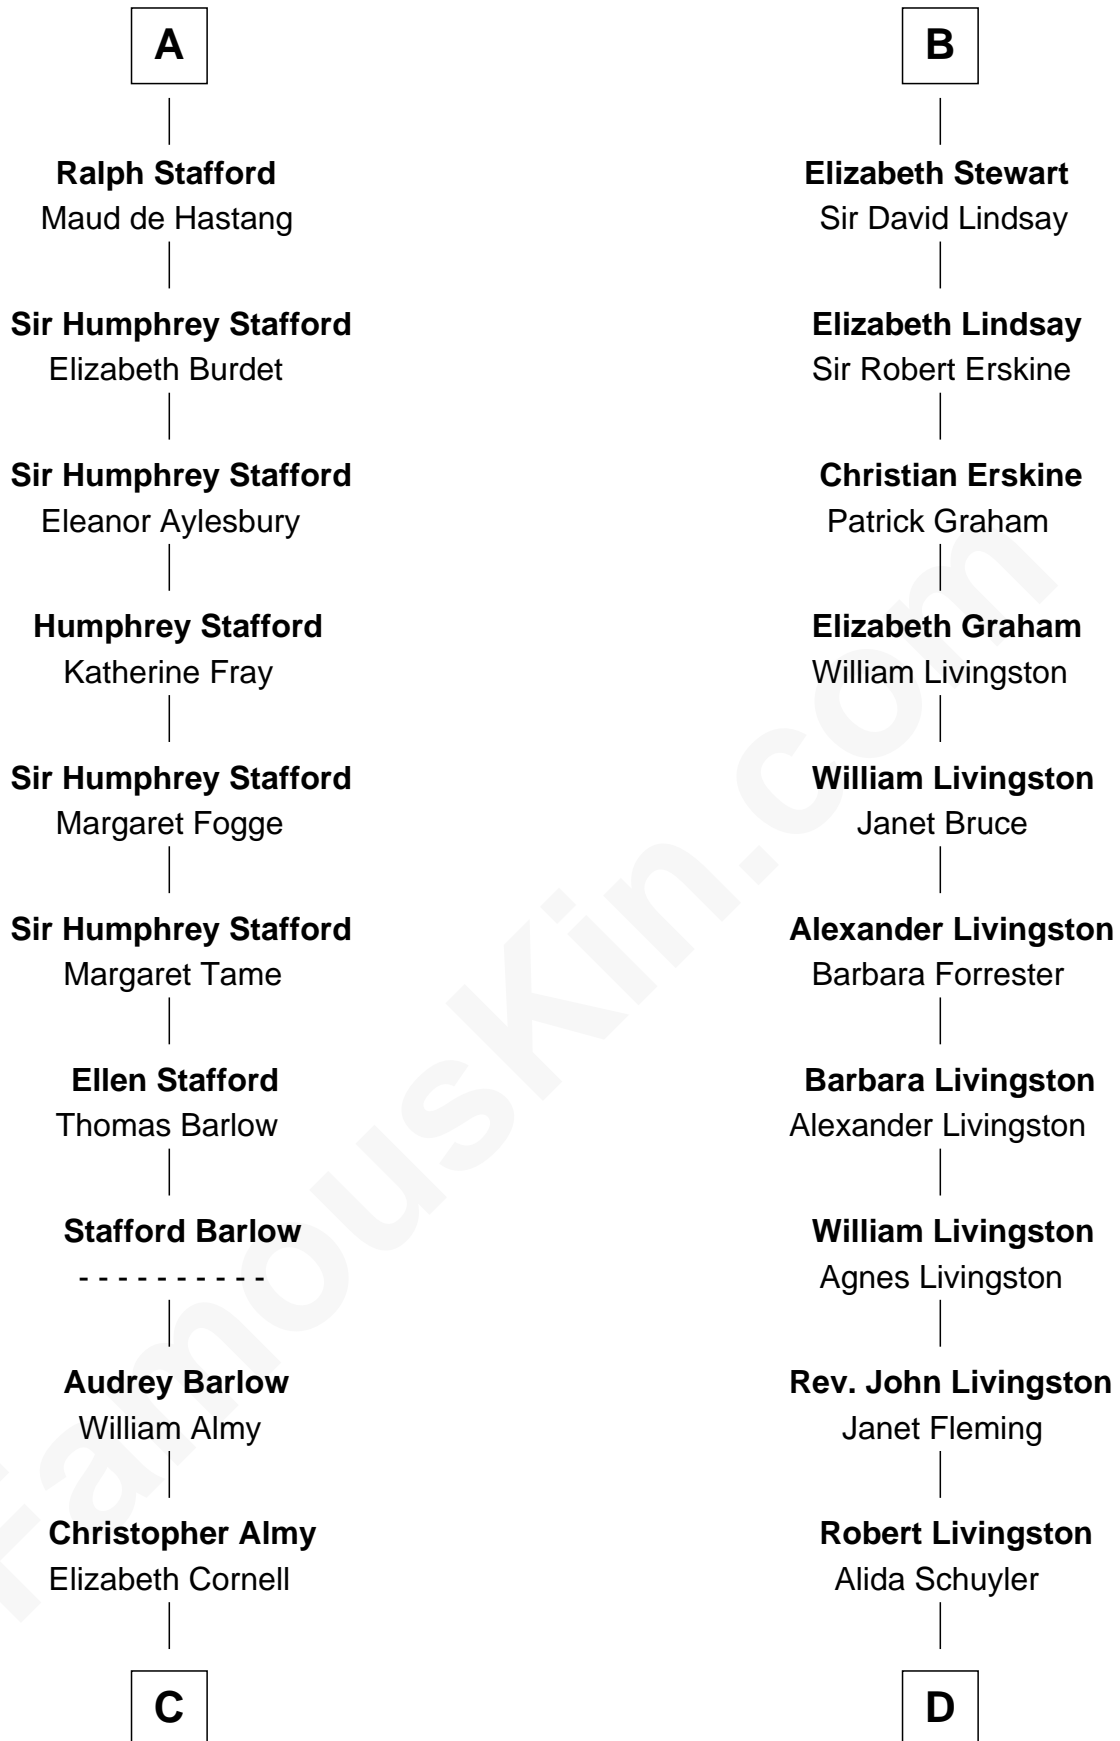 A
Ralph Stafford
Maud de Hastang
Sir Humphrey Stafford
Elizabeth Burdet
Sir Humphrey Stafford
Eleanor Aylesbury
Humphrey Stafford
Katherine Fray
Sir Humphrey Stafford
Margaret Fogge
Sir Humphrey Stafford
Margaret Tame
Ellen Stafford
Thomas Barlow
Stafford Barlow
- - - - - - - - - -
Audrey Barlow
William Almy
Christopher Almy
Elizabeth Cornell
C
B
Elizabeth Stewart
Sir David Lindsay
Elizabeth Lindsay
Sir Robert Erskine
Christian Erskine
Patrick Graham
Elizabeth Graham
William Livingston
William Livingston
Janet Bruce
Alexander Livingston
Barbara Forrester
Barbara Livingston
Alexander Livingston
William Livingston
Agnes Livingston
Rev. John Livingston
Janet Fleming
Robert Livingston
Alida Schuyler
D
FamousKin.com